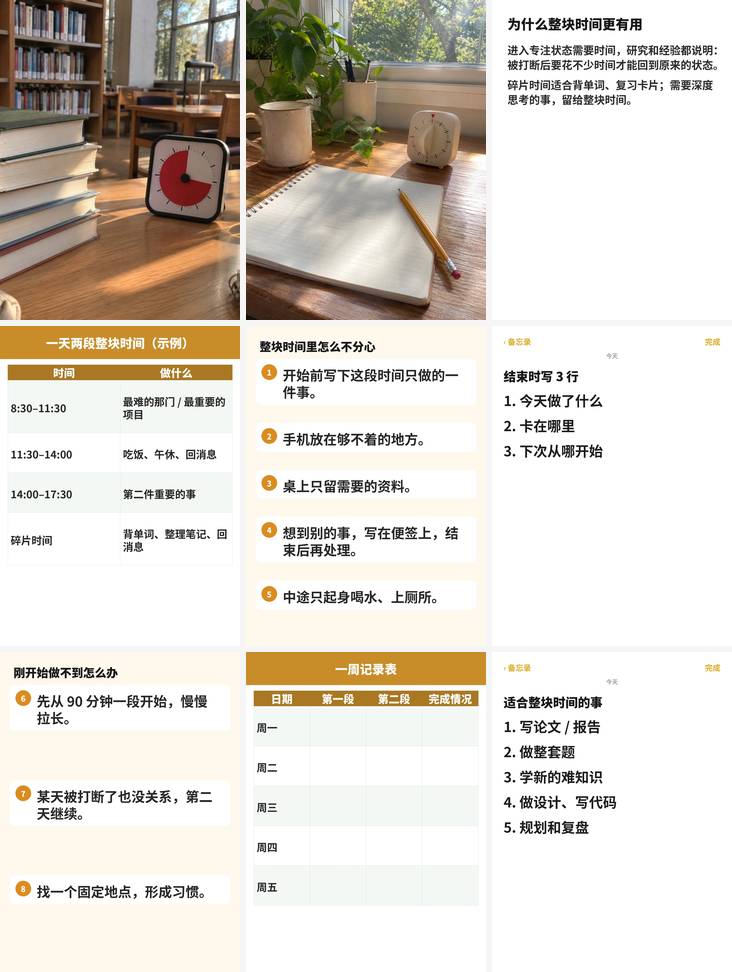 为什么整块时间更有用
进入专注状态需要时间，研究和经验都说明：
被打断后要花不少时间才能回到原来的状态。
碎片时间适合背单词、复习卡片；需要深度
思考的事，留给整块时间。
一天两段整块时间（示例）
时间 做什么
8:30–11:30 最难的那门 / 最重要的
项目
11:30–14:00 吃饭、午休、回消息
14:00–17:30 第二件重要的事
碎片时间 背单词、整理笔记、回
消息
整块时间里怎么不分心
1 开始前写下这段时间只做的一
件事。
2 手机放在够不着的地方。
3 桌上只留需要的资料。
4 想到别的事，写在便签上，结
束后再处理。
5 中途只起身喝水、上厕所。
‹ 备忘录 完成
今天
结束时写 3 行
1. 今天做了什么
2. 卡在哪里
3. 下次从哪开始
刚开始做不到怎么办
6 先从 90 分钟一段开始，慢慢
拉长。
7 某天被打断了也没关系，第二
天继续。
8 找一个固定地点，形成习惯。
一周记录表
日期 第一段 第二段 完成情况
周一
周二
周三
周四
周五
‹ 备忘录 完成
今天
适合整块时间的事
1. 写论文 / 报告
2. 做整套题
3. 学新的难知识
4. 做设计、写代码
5. 规划和复盘